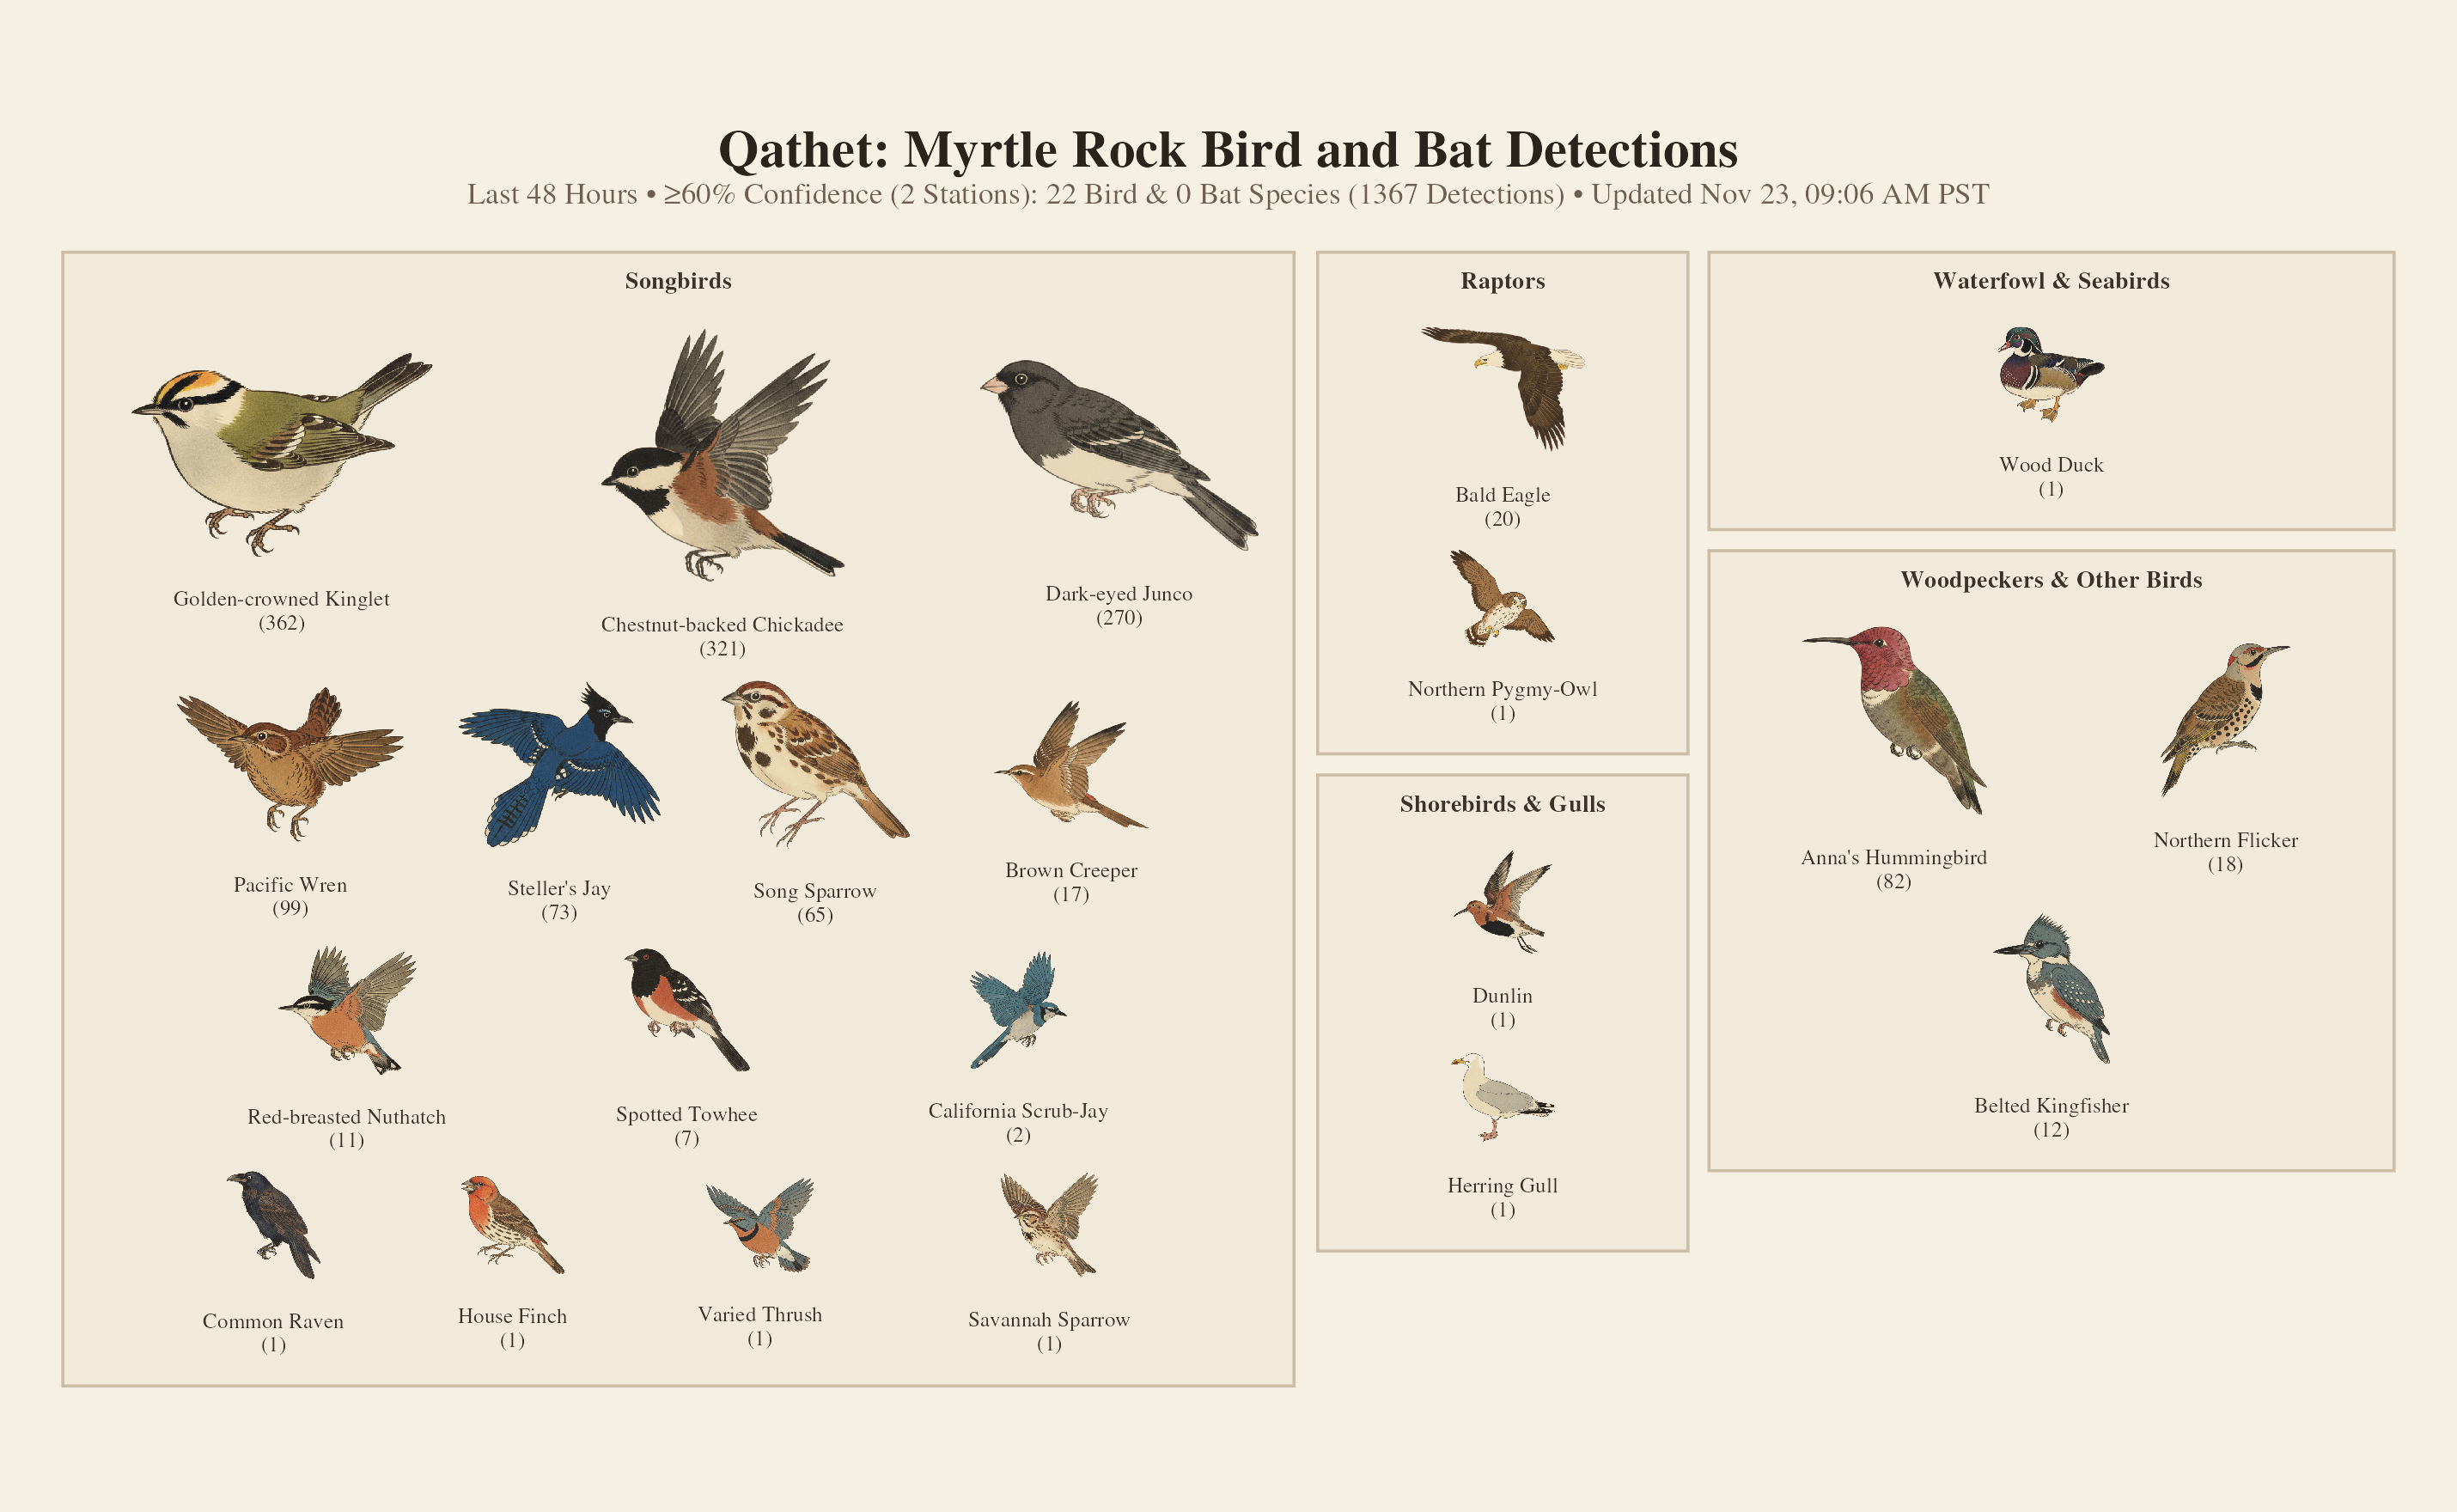 Qathet: Myrtle Rock Bird and Bat Detections
Last 48 Hours • ≥60% Confidence (2 Stations): 22 Bird & 0 Bat Species (1367 Detections) • Updated Nov 23, 09:06 AM PST
Songbirds
Golden-crowned Kinglet
(362)
Chestnut-backed Chickadee
(321)
Dark-eyed Junco
(270)
Pacific Wren
(99)
Steller's Jay
(73)
Song Sparrow
(65)
Brown Creeper
(17)
Red-breasted Nuthatch
(11)
Spotted Towhee
(7)
California Scrub-Jay
(2)
Common Raven
(1)
House Finch
(1)
Varied Thrush
(1)
Savannah Sparrow
(1)
Raptors
Bald Eagle
(20)
Northern Pygmy-Owl
(1)
Shorebirds & Gulls
Dunlin
(1)
Herring Gull
(1)
Waterfowl & Seabirds
Wood Duck
(1)
Woodpeckers & Other Birds
Anna's Hummingbird
(82)
Northern Flicker
(18)
Belted Kingfisher
(12)